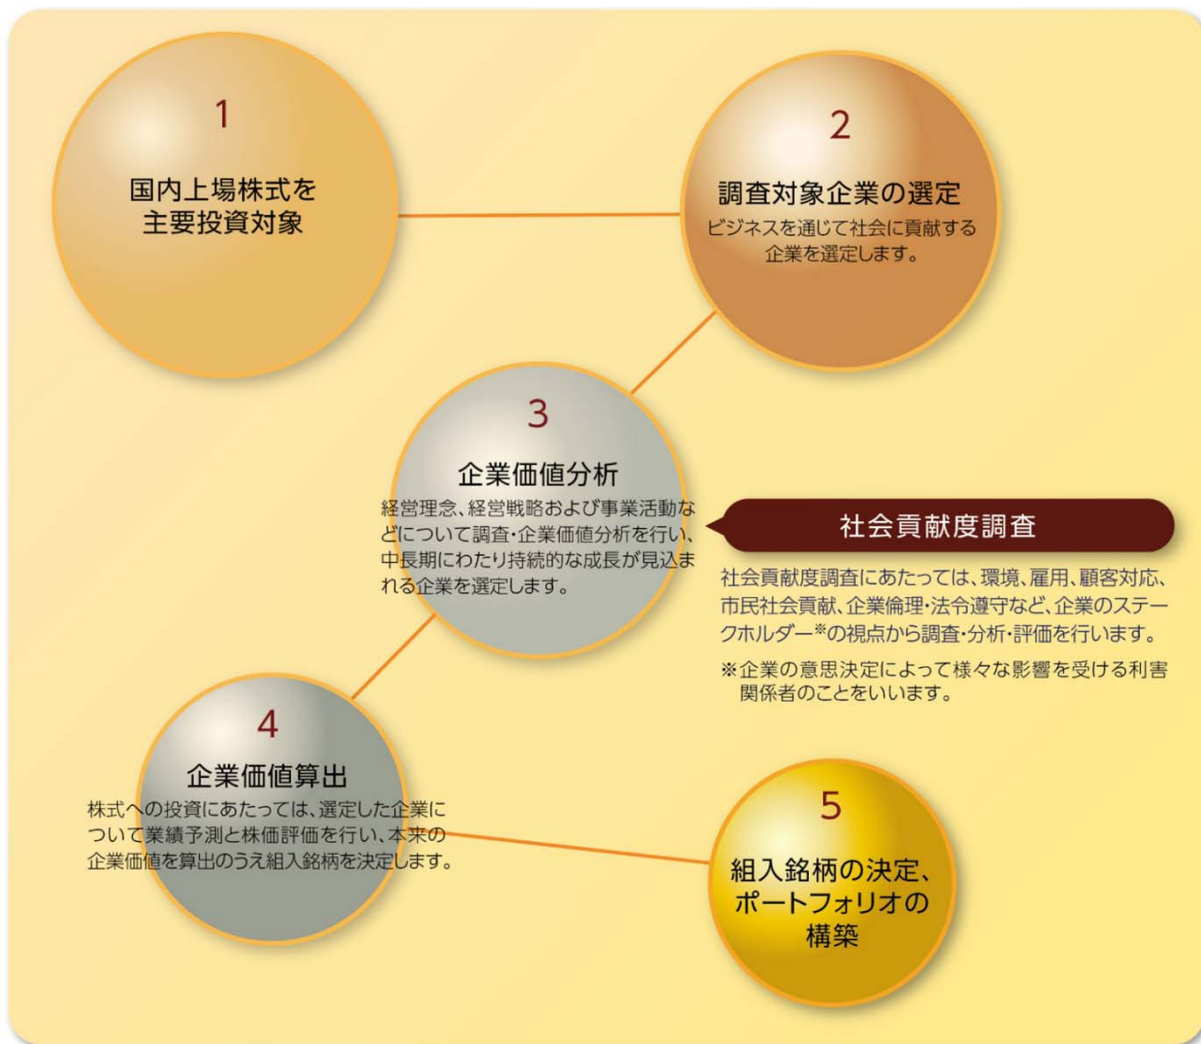 1
国内上場株式を
主要投資対象
2
調査対象企業の選定
ビジネスを通じて社会に貢献する
企業を選定します。
3
企業価値分析
経営理念、経営戦略および事業活動な
どについて調査・企業価値分析を行い、
中長期にわたり持続的な成長が見込ま
れる企業を選定します。
社会貢献度調査
社会貢献度調査にあたっては、環境、雇用、顧客対応、
市民社会貢献、企業倫理・法令遵守など、企業のステー
クホルダー※の視点から調査・分析・評価を行います。
※企業の意思決定によって様々な影響を受ける利害
関係者のことをいいます。
4
企業価値算出
株式への投資にあたっては、選定した企業に
ついて業績予測と株価評価を行い、本来の
企業価値を算出のうえ組入銘柄を決定します。
5
組入銘柄の決定、
ポートフォリオの
構築